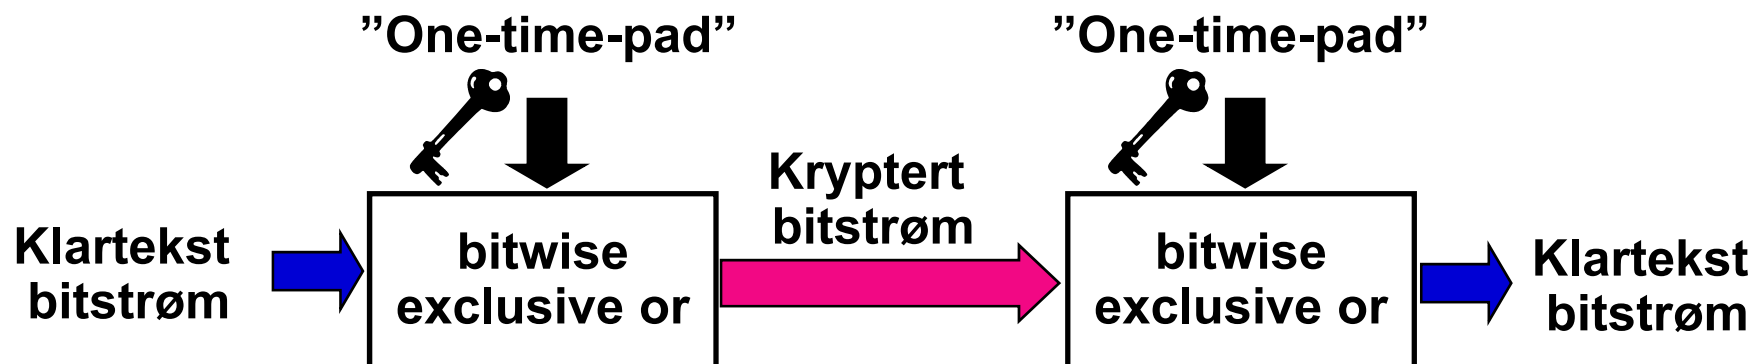 ”One-time-pad”
”One-time-pad”
Klartekst
bitstrøm
bitwise
exclusive or
Kryptert
bitstrøm
bitwise
exclusive or
Klartekst
bitstrøm